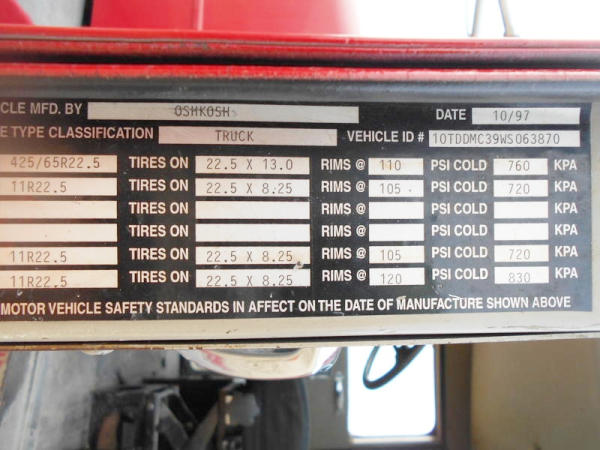 CLE MFD. BY OSHKOSH DATE 10/97
E TYPE CLASSIFICATION TRUCK VEHICLE ID # 10TDDMC39WS063870
425/65R22.5 TIRES ON 22.5 X 13.0 RIMS @ 110 PSI COLD 760 KPA
11R22.5 TIRES ON 22.5 X 8.25 RIMS @ 105 PSI COLD 720 KPA
TIRES ON RIMS @ PSI COLD KPA
TIRES ON RIMS @ PSI COLD KPA
11R22.5 TIRES ON 22.5 X 8.25 RIMS @ 105 PSI COLD 720 KPA
11R22.5 TIRES ON 22.5 X 8.25 RIMS @ 120 PSI COLD 830 KPA
MOTOR VEHICLE SAFETY STANDARDS IN AFFECT ON THE DATE OF MANUFACTURE SHOWN ABOVE